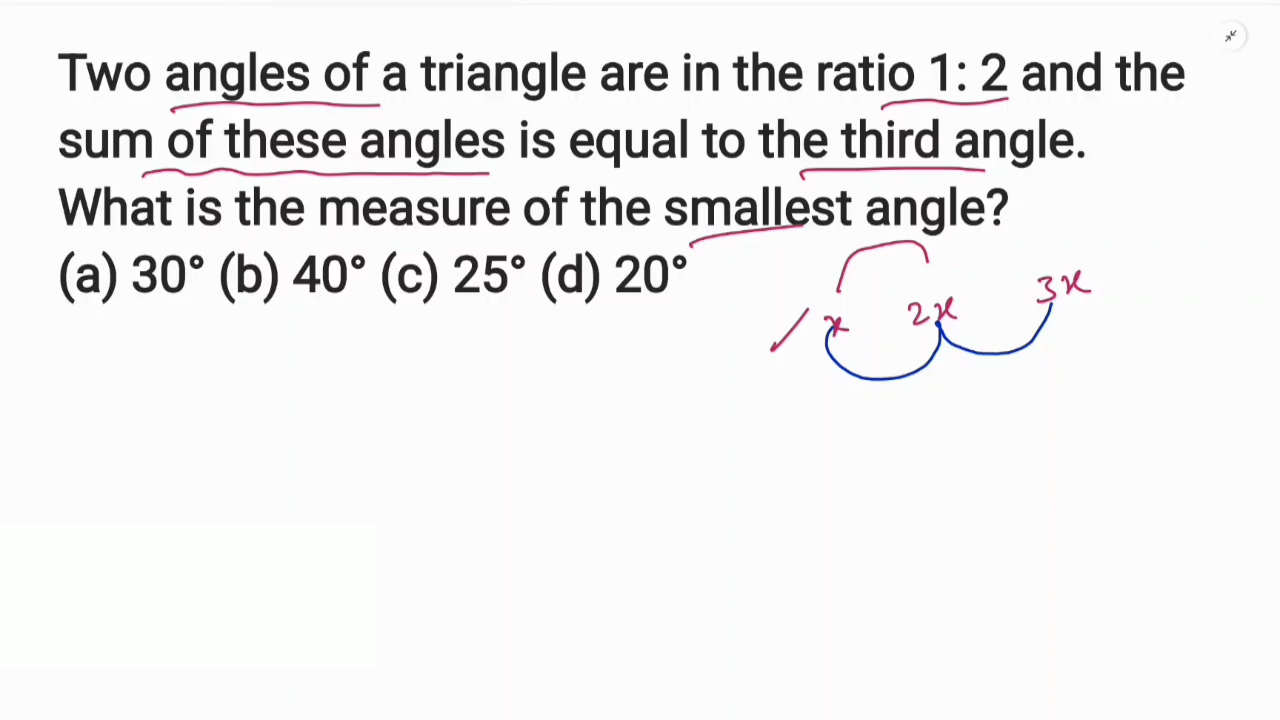 Two angles of a triangle are in the ratio 1: 2 and the
sum of these angles is equal to the third angle.
What is the measure of the smallest angle?
(a) 30° (b) 40° (c) 25° (d) 20°
x 2x 3x